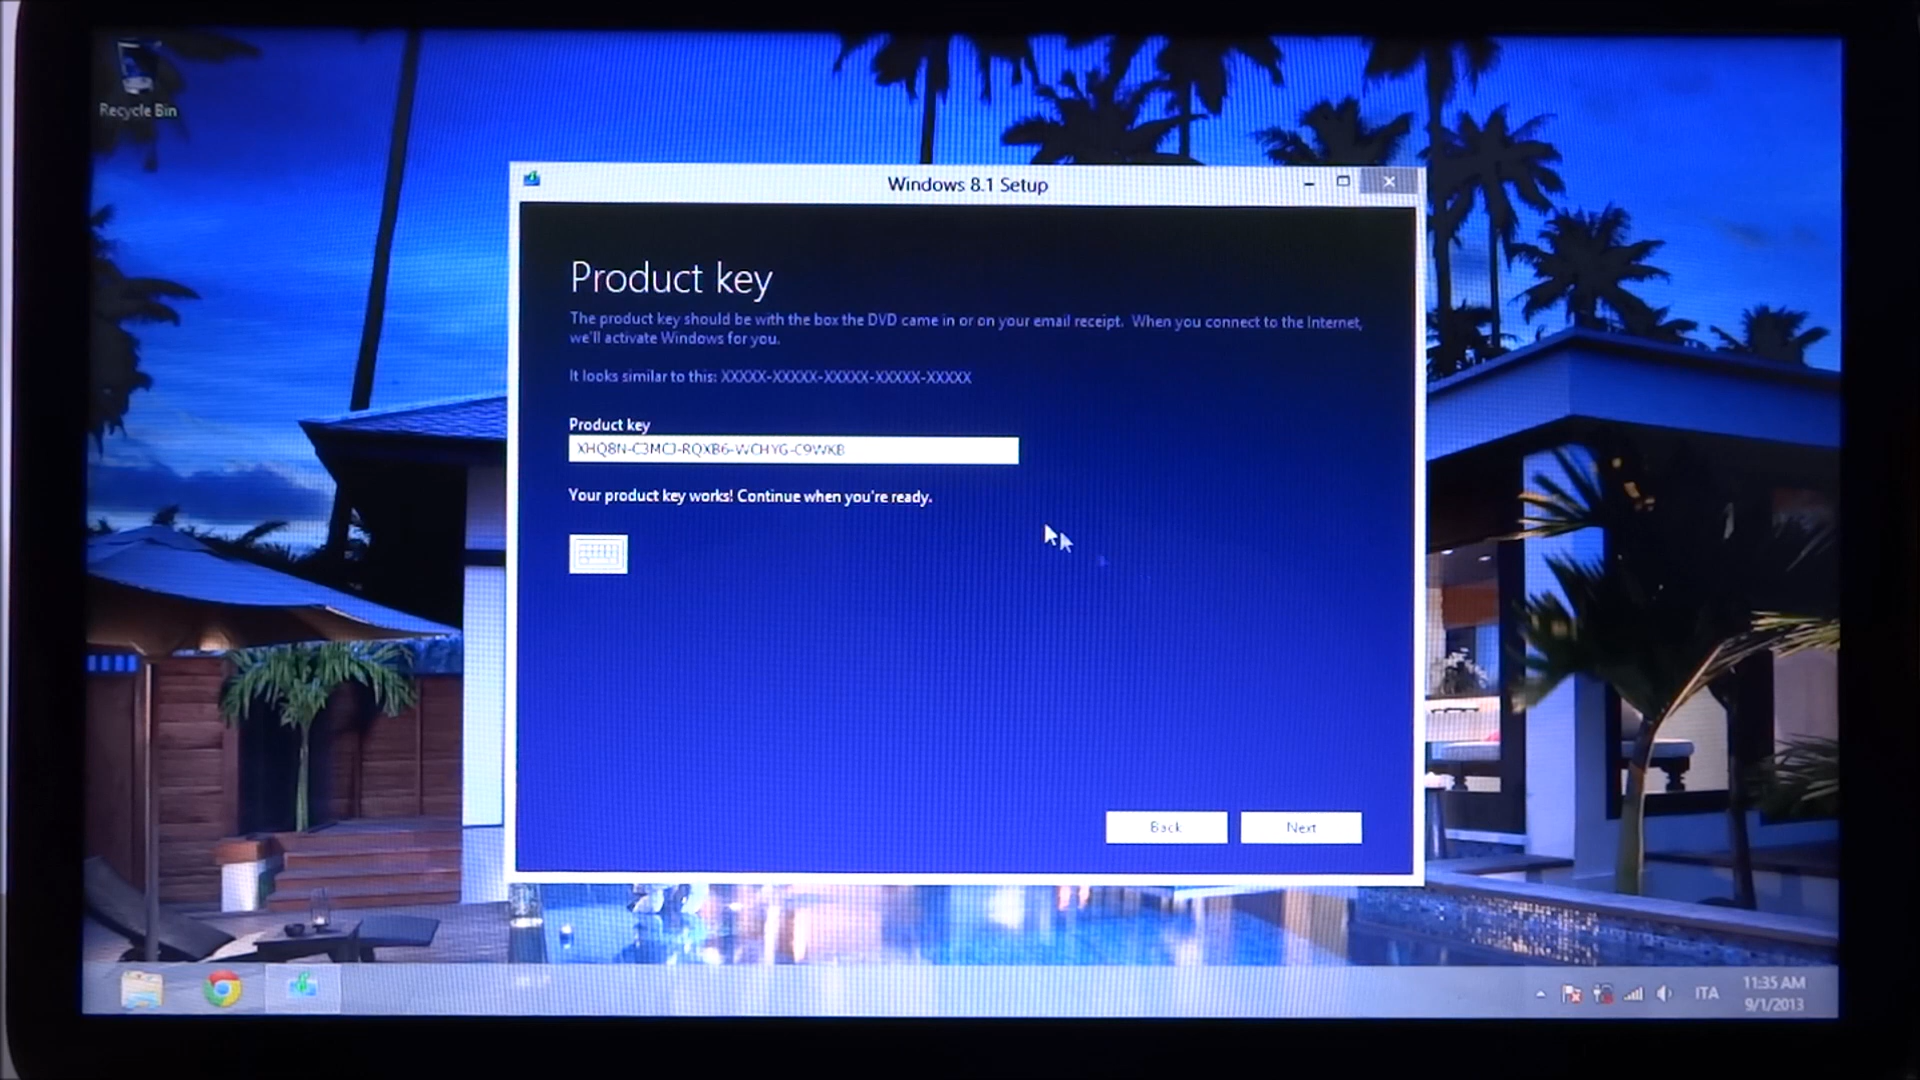 Recycle Bin
Windows 8.1 Setup
Product key
The product key should be with the box the DVD came in or on your email receipt. When you connect to the Internet,
we'll activate Windows for you.
It looks similar to this: XXXXX-XXXXX-XXXXX-XXXXX-XXXXX
Product key
XHQ8N-C3MCJ-RQXB6-WCHYG-C9WKB
Your product key works! Continue when you're ready.
Back
Next
ITA
11:35 AM
9/1/2013